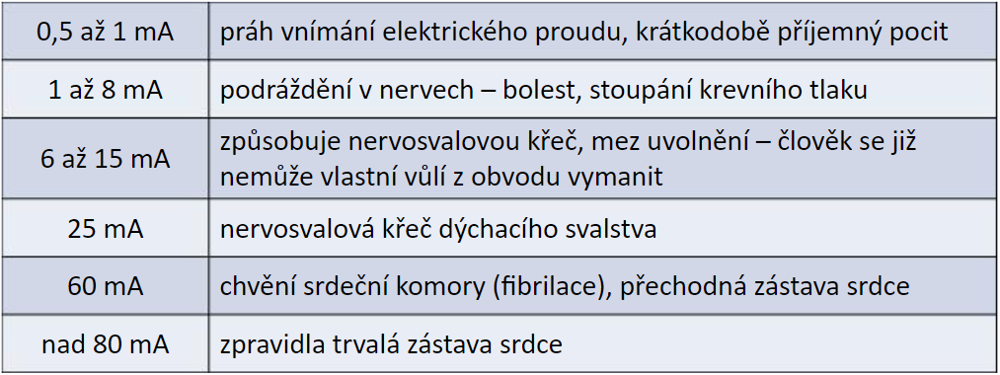 0,5 až 1 mA práh vnímání elektrického proudu, krátkodobě příjemný pocit
1 až 8 mA podráždění v nervech – bolest, stoupání krevního tlaku
6 až 15 mA způsobuje nervosvalovou křeč, mez uvolnění – člověk se již
nemůže vlastní vůlí z obvodu vymanit
25 mA nervosvalová křeč dýchacího svalstva
60 mA chvění srdeční komory (fibrilace), přechodná zástava srdce
nad 80 mA zpravidla trvalá zástava srdce